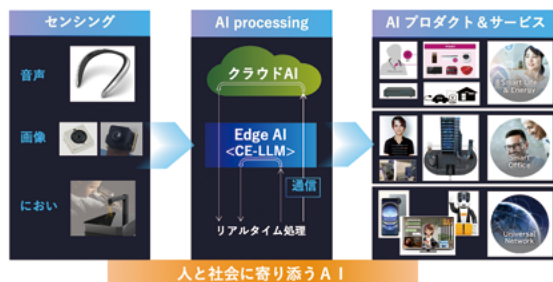 センシング
音声
画像
におい
AI processing
クラウドAI
Edge AI
<CE-LLM>
通信
リアルタイム処理
AI プロダクト＆サービス
Smart Life
& Energy
Smart
Office
Universal
Network
人と社会に寄り添うＡＩ